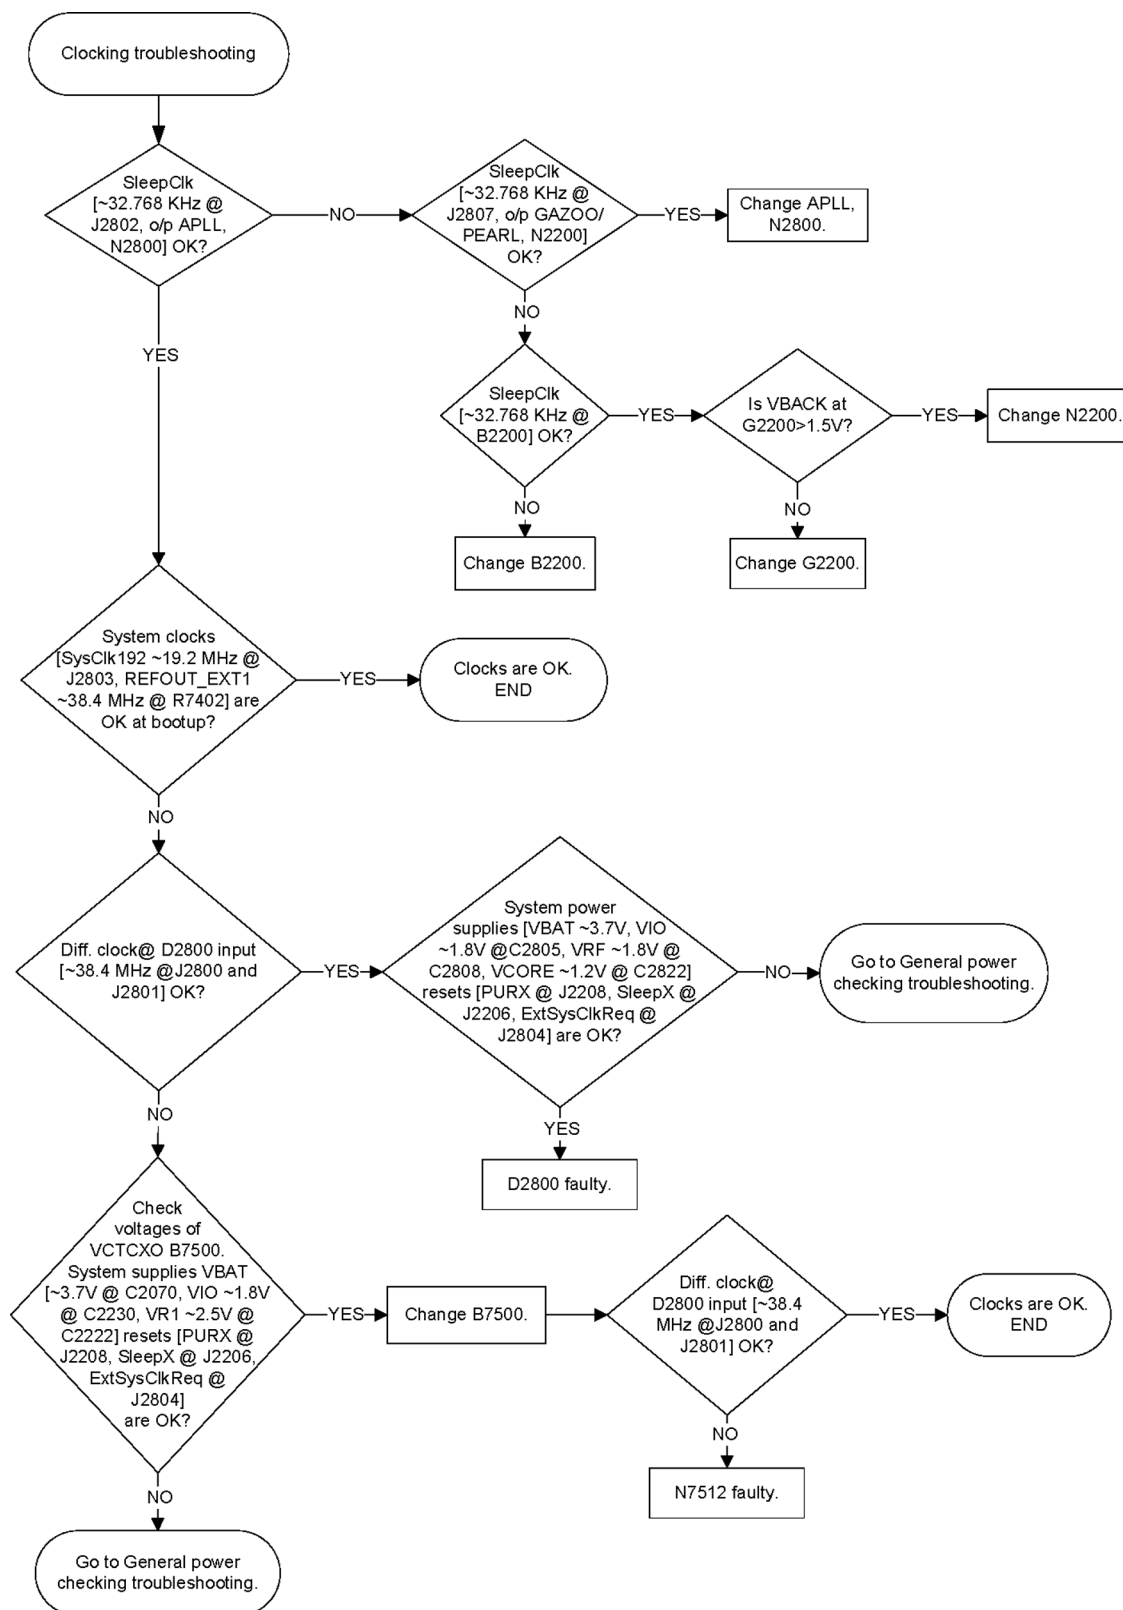 Clocking troubleshooting
SleepClk
[~32.768 KHz @
J2802, o/p APLL,
N2800] OK?
NO
SleepClk
[~32.768 KHz @
J2807, o/p GAZOO/
PEARL, N2200]
OK?
YES
Change APLL,
N2800.
NO
YES
SleepClk
[~32.768 KHz @
B2200] OK?
YES
Is VBACK at
G2200>1.5V?
YES
Change N2200.
NO
NO
Change B2200.
Change G2200.
System clocks
[SysClk192 ~19.2 MHz @
J2803, REFOUT_EXT1
~38.4 MHz @ R7402] are
OK at bootup?
YES
Clocks are OK.
END
NO
Diff. clock@ D2800 input
[~38.4 MHz @J2800 and
J2801] OK?
YES
System power
supplies [VBAT ~3.7V, VIO
~1.8V @C2805, VRF ~1.8V @
C2808, VCORE ~1.2V @ C2822]
resets [PURX @ J2208, SleepX @
J2206, ExtSysClkReq @
J2804] are OK?
NO
Go to General power
checking troubleshooting.
NO
YES
D2800 faulty.
Check
voltages of
VCTCXO B7500.
System supplies VBAT
[~3.7V @ C2070, VIO ~1.8V
@ C2230, VR1 ~2.5V @
C2222] resets [PURX @
J2208, SleepX @ J2206,
ExtSysClkReq @
J2804]
are OK?
YES
Change B7500.
Diff. clock@
D2800 input [~38.4
MHz @J2800 and
J2801] OK?
YES
Clocks are OK.
END
NO
N7512 faulty.
NO
Go to General power
checking troubleshooting.